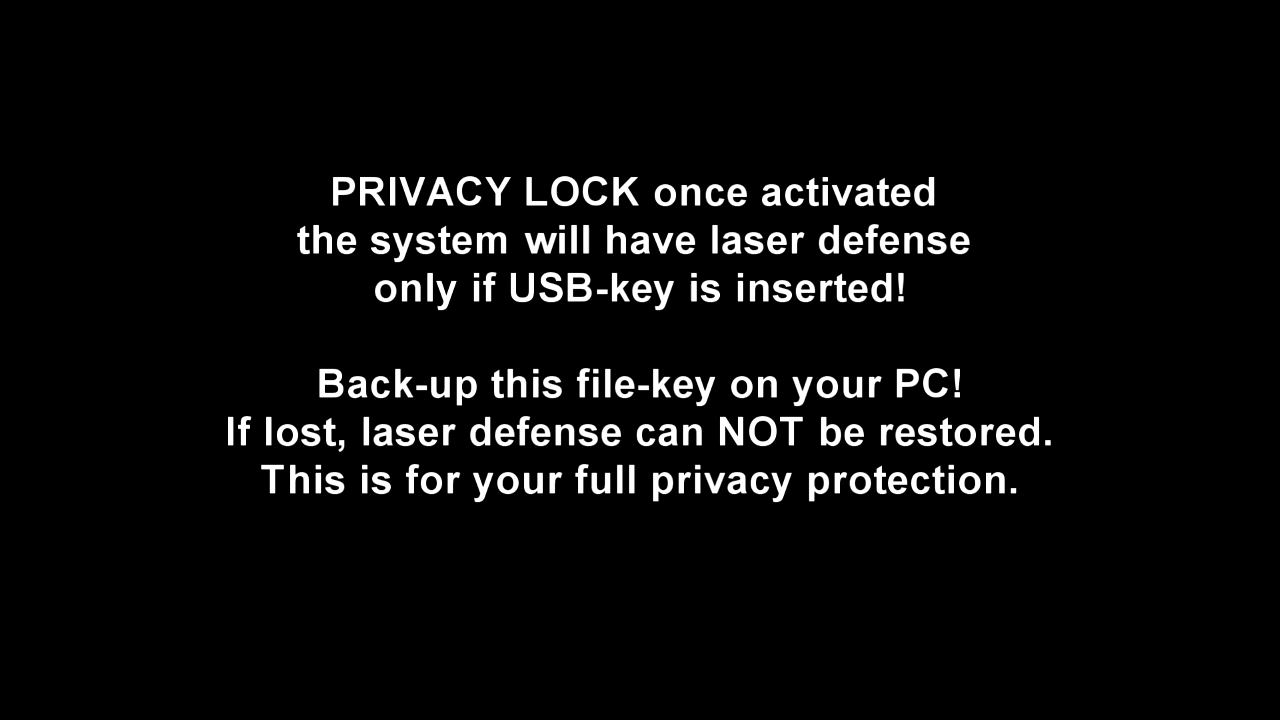 PRIVACY LOCK once activated
the system will have laser defense
only if USB-key is inserted!
Back-up this file-key on your PC!
If lost, laser defense can NOT be restored.
This is for your full privacy protection.